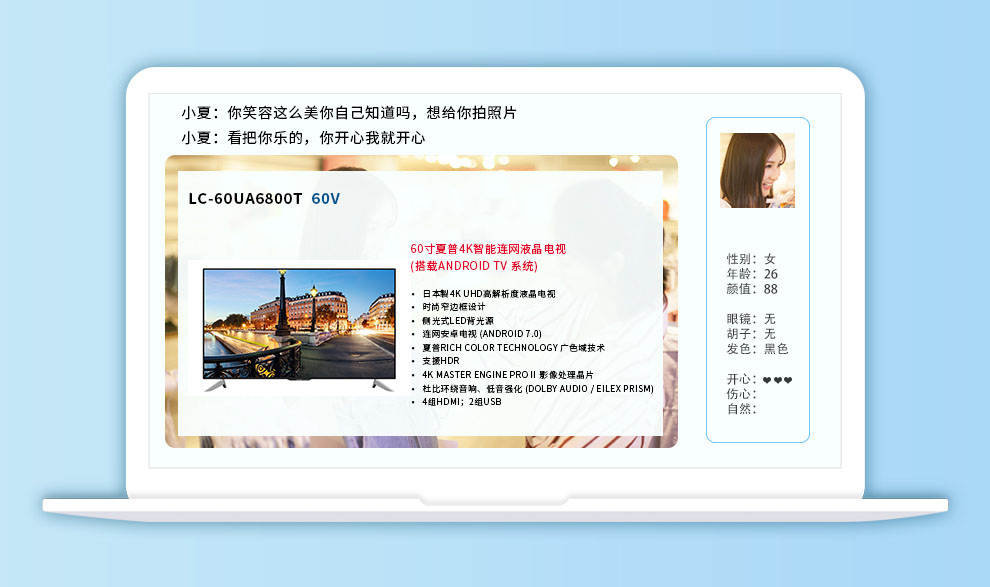 小夏：你笑容这么美你自己知道吗，想给你拍照片
小夏：看把你乐的，你开心我就开心
LC-60UA6800T 60V
60寸夏普4K智能连网液晶电视
(搭载ANDROID TV 系统)
• 日本製4K UHD高解析度液晶电视
• 时尚窄边框设计
• 侧光式LED背光源
• 连网安卓电视 (ANDROID 7.0)
• 夏普RICH COLOR TECHNOLOGY 广色域技术
• 支援HDR
• 4K MASTER ENGINE PRO II 影像处理晶片
• 杜比环绕音响、低音强化 (DOLBY AUDIO / EILEX PRISM)
• 4组HDMI；2组USB
性别：女
年龄：26
颜值：88
眼镜：无
胡子：无
发色：黑色
开心：❤❤❤
伤心：
自然：